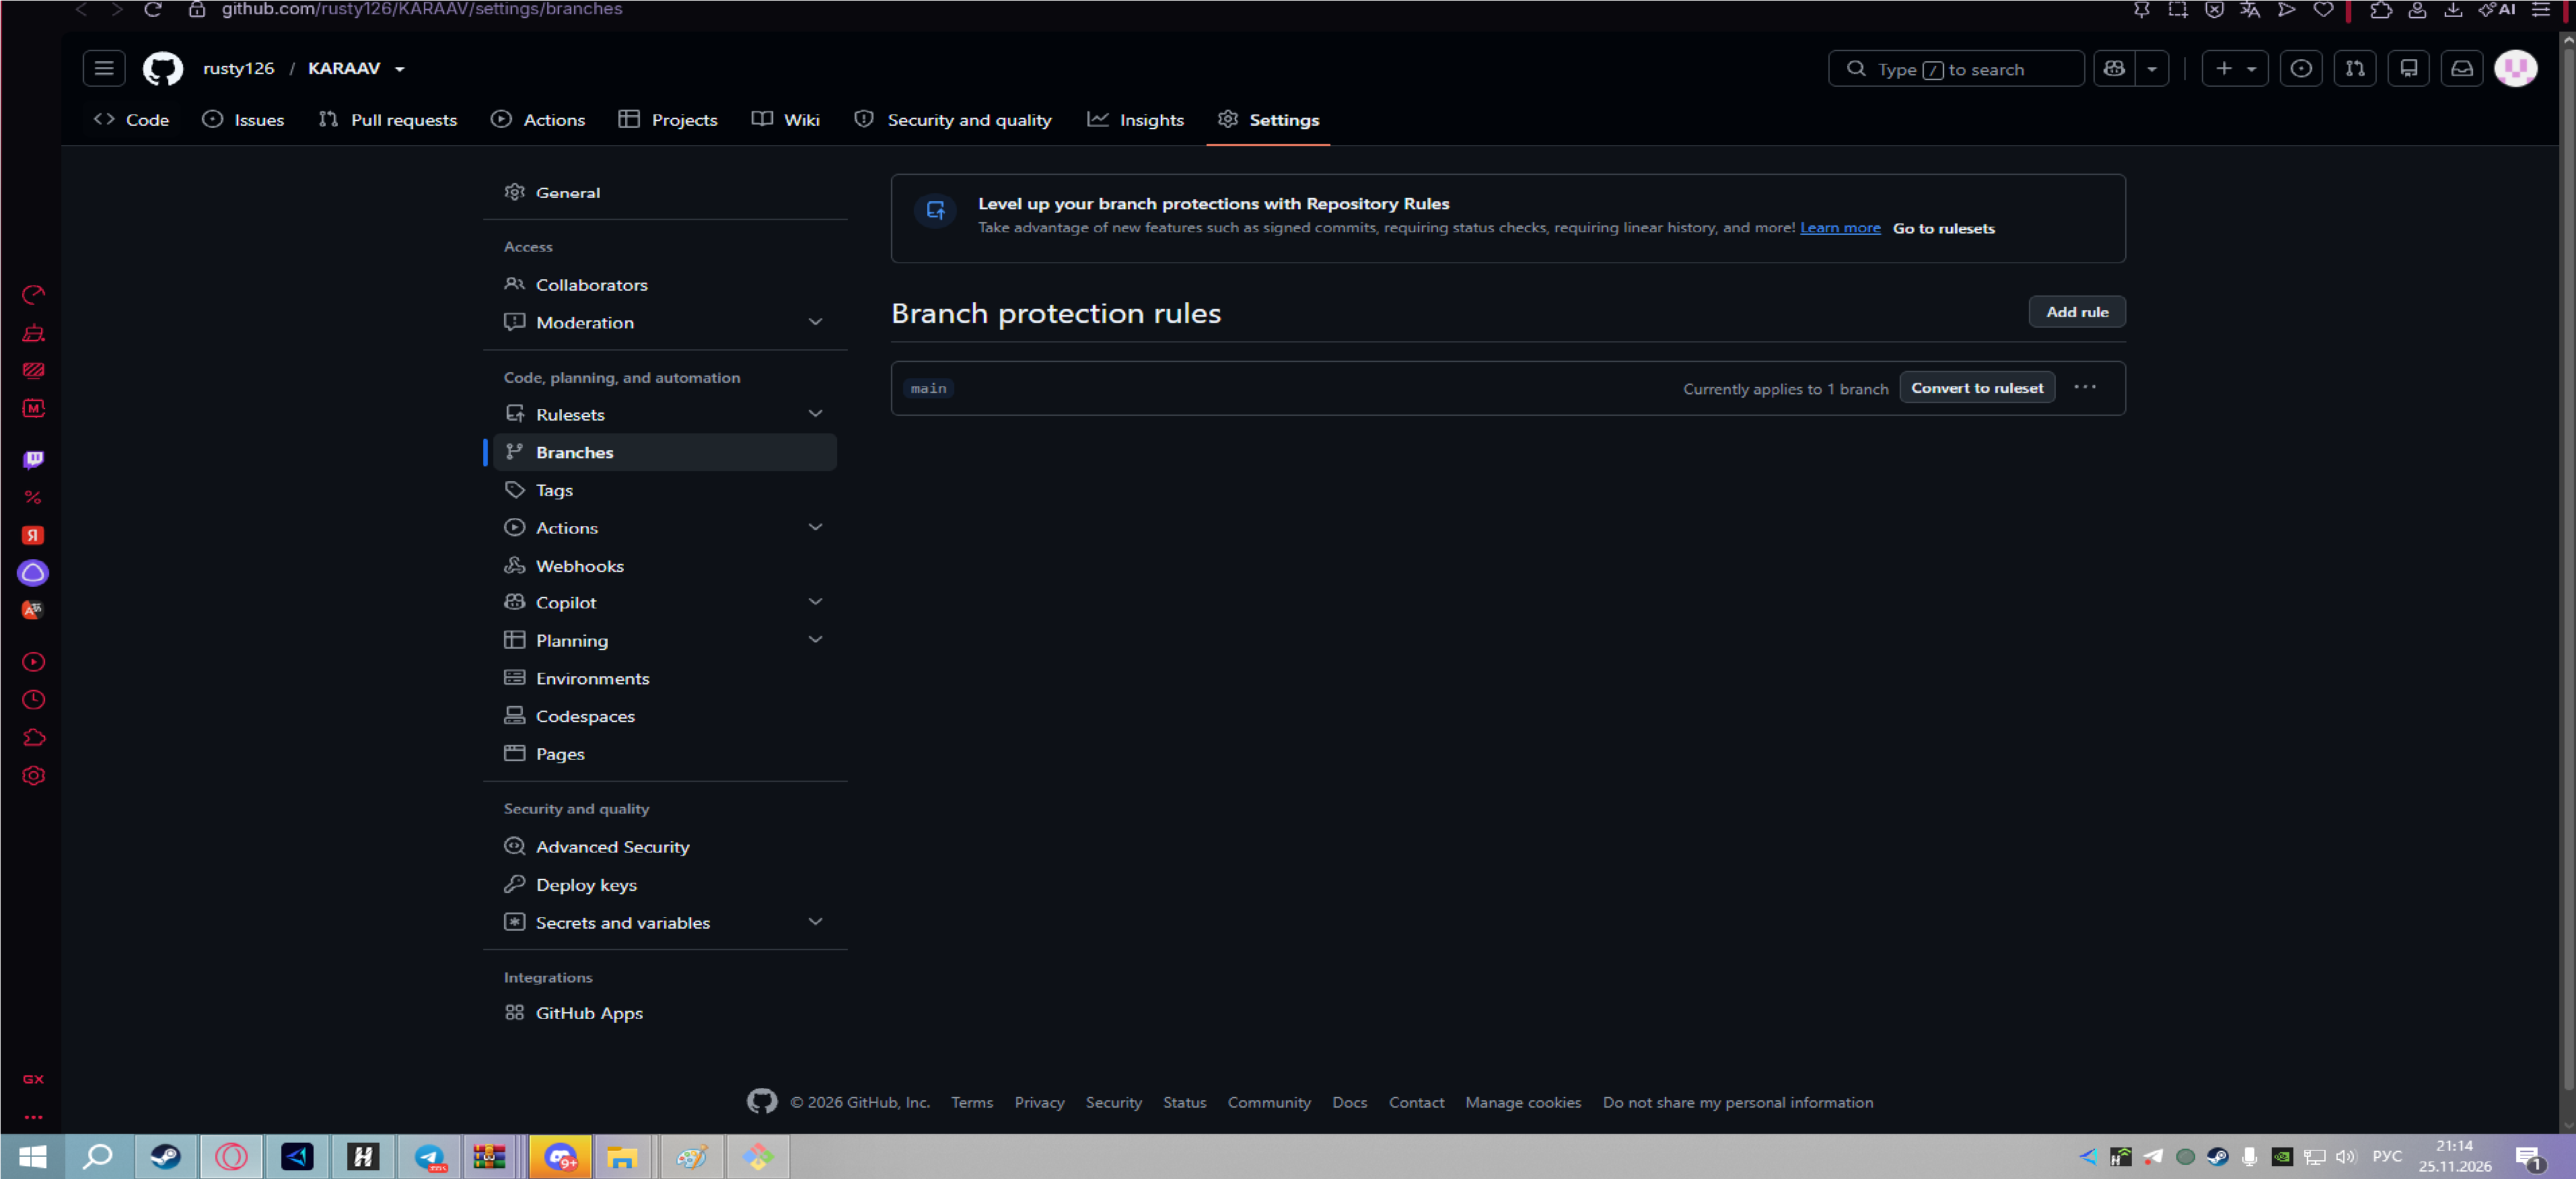 github.com/rusty126/KARAAV/settings/branches
AI
rusty126 / KARAAV
Type / to search
Code Issues Pull requests Actions Projects Wiki Security and quality Insights Settings
General
Access
Collaborators
Moderation
Code, planning, and automation
Rulesets
Branches
Tags
Actions
Webhooks
Copilot
Planning
Environments
Codespaces
Pages
Security and quality
Advanced Security
Deploy keys
Secrets and variables
Integrations
GitHub Apps
Level up your branch protections with Repository Rules
Take advantage of new features such as signed commits, requiring status checks, requiring linear history, and more! Learn more Go to rulesets
Branch protection rules
Add rule
main
Currently applies to 1 branch Convert to ruleset
© 2026 GitHub, Inc. Terms Privacy Security Status Community Docs Contact Manage cookies Do not share my personal information
M
Я
GX
H
9+
РУС
21:14
25.11.2026
1